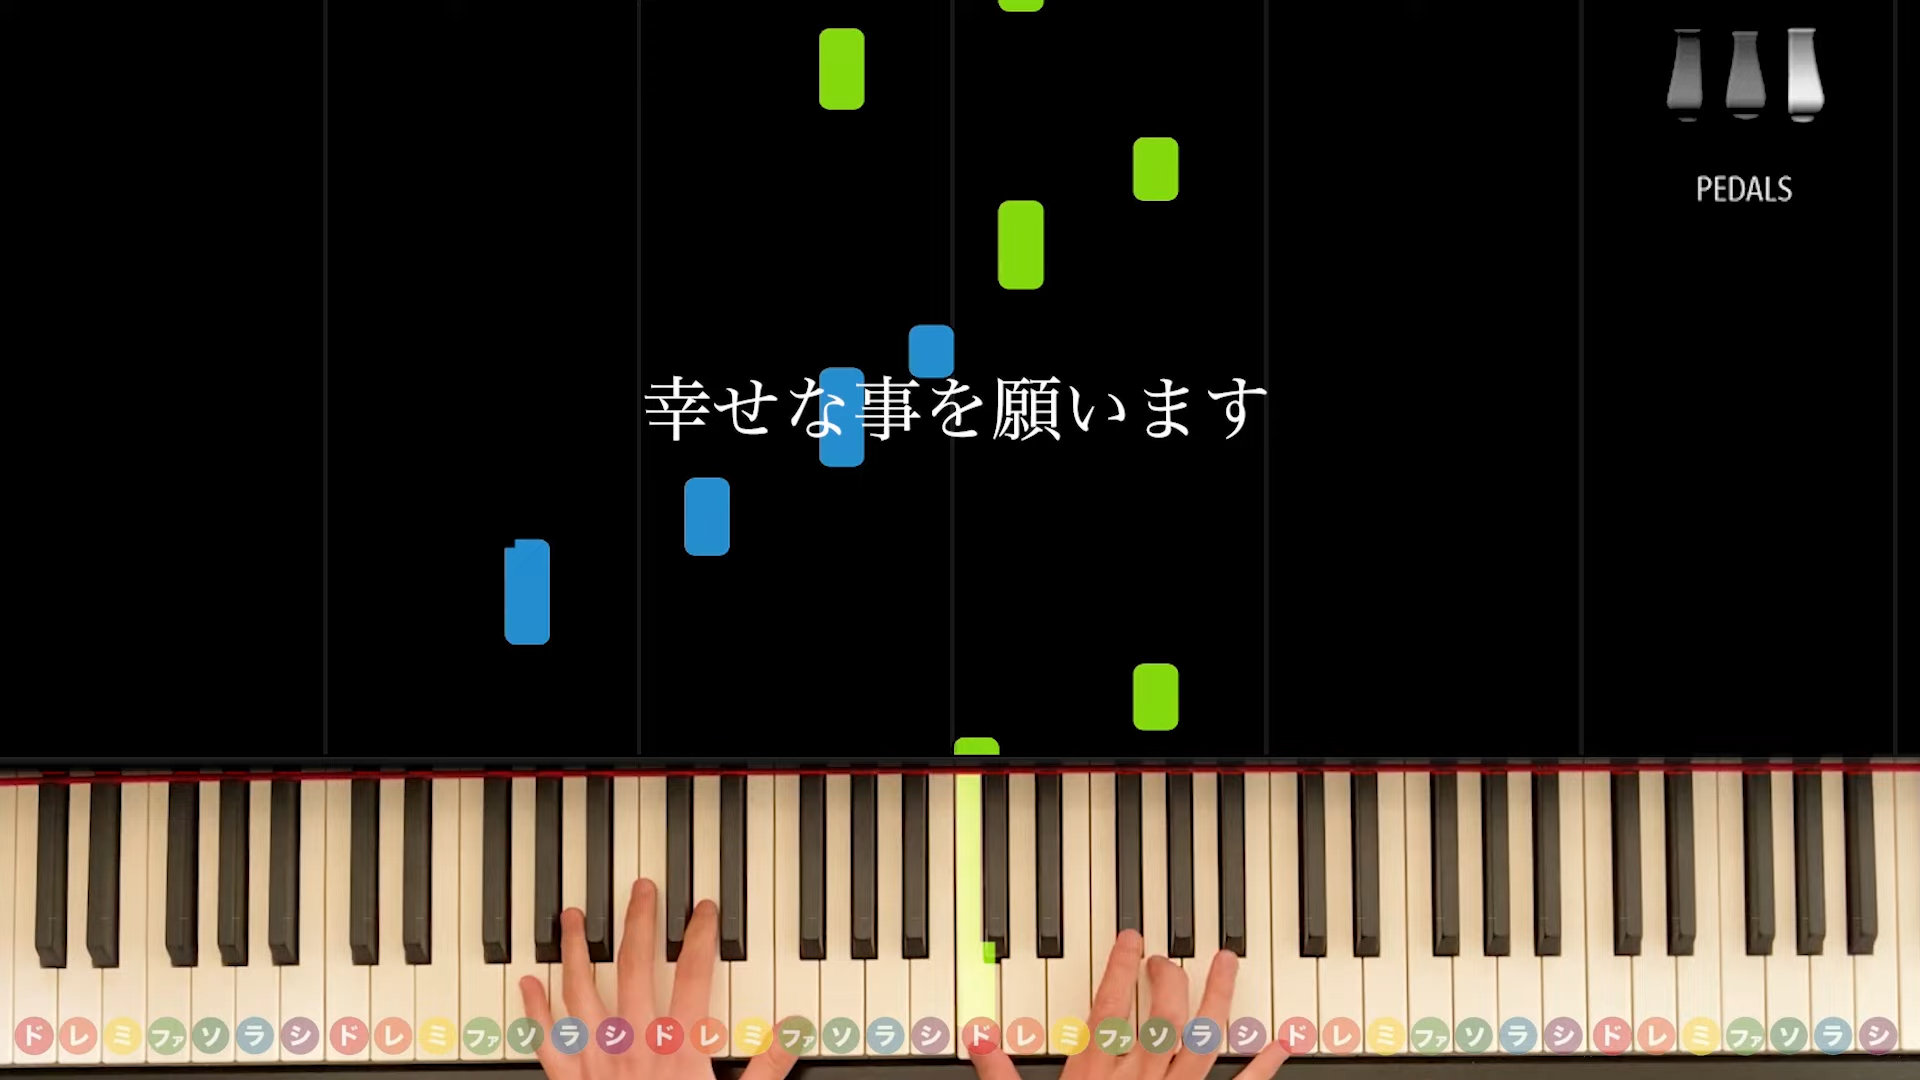 PEDALS
幸せな事を願います
ド レ ミ ファ ソ ラ シ ド レ ミ ファ ソ ラ シ ド レ ミ ファ ソ ラ シ ド レ ミ ファ ソ ラ シ ド レ ミ ファ ソ ラ シ ド レ ミ ファ ソ ラ シ